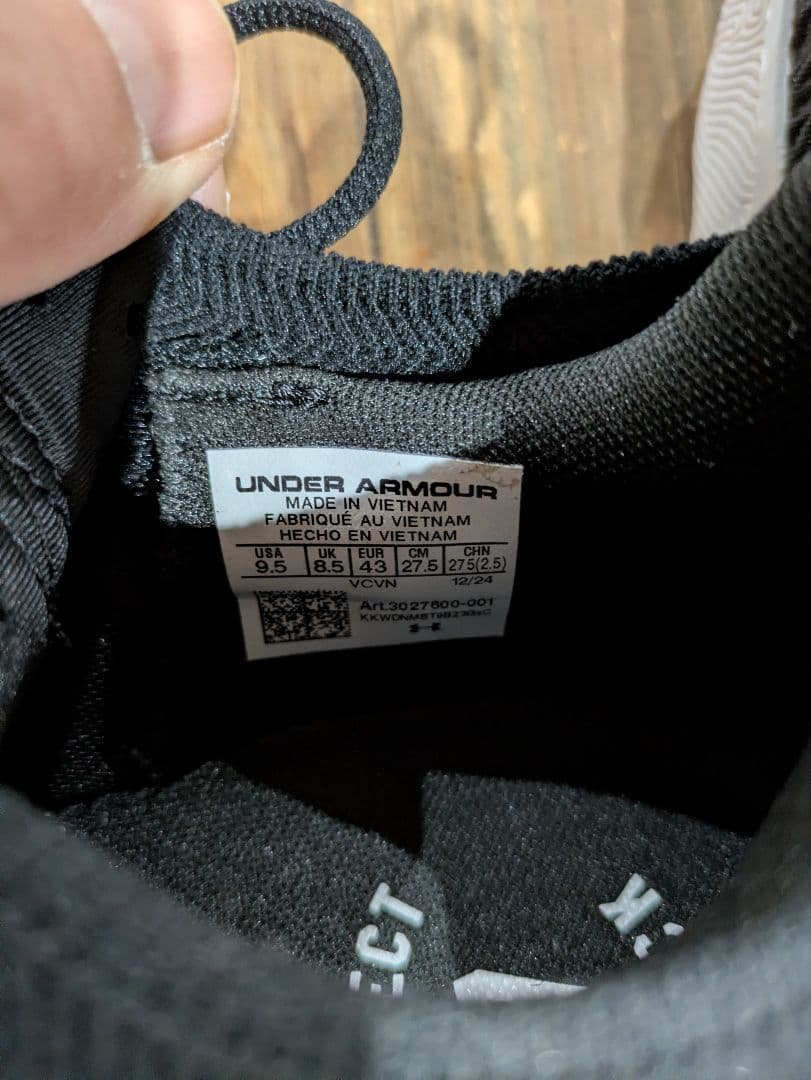 UNDER ARMOUR
MADE IN VIETNAM
FABRIQUÉ AU VIETNAM
HECHO EN VIETNAM
USA UK EUR CM CHN
9.5 8.5 43 27.5 275(2.5)
VCVN 12/24
Art.3027600-001
ECT
K